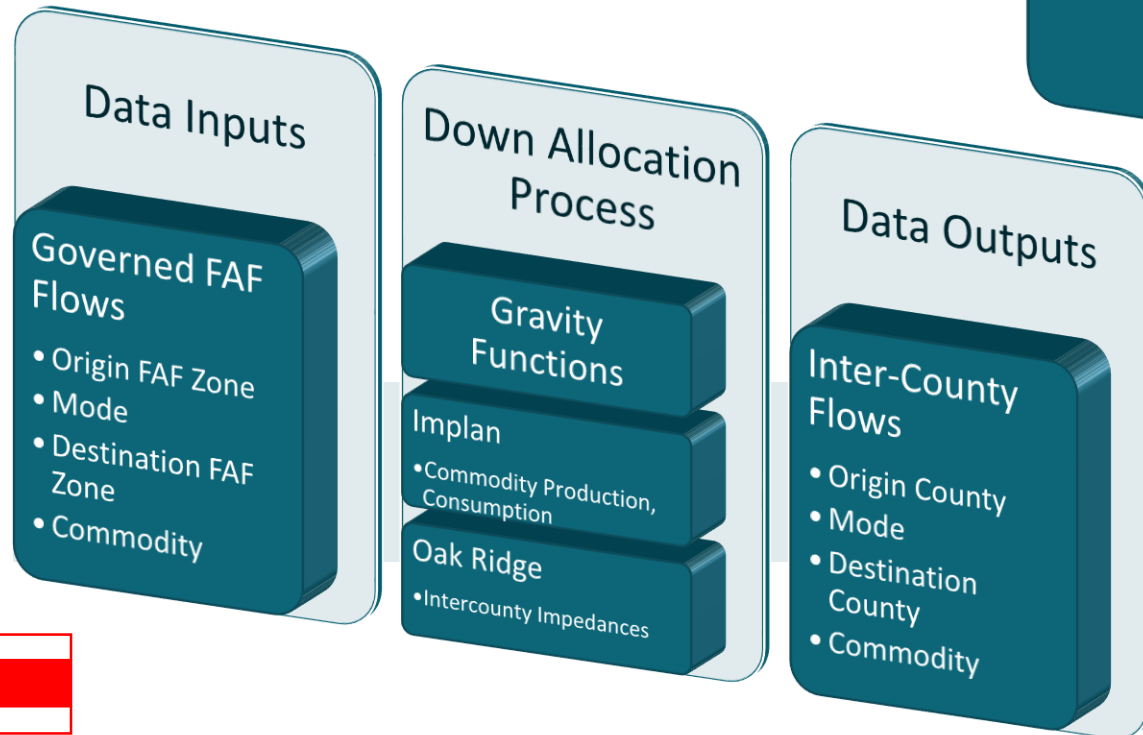 Data Inputs
Governed FAF
Flows
• Origin FAF Zone
• Mode
• Destination FAF
Zone
• Commodity
Down Allocation
Process
Gravity
Functions
Implan
•Commodity Production,
Consumption
Oak Ridge
•Intercounty Impedances
Data Outputs
Inter-County
Flows
• Origin County
• Mode
• Destination
County
• Commodity